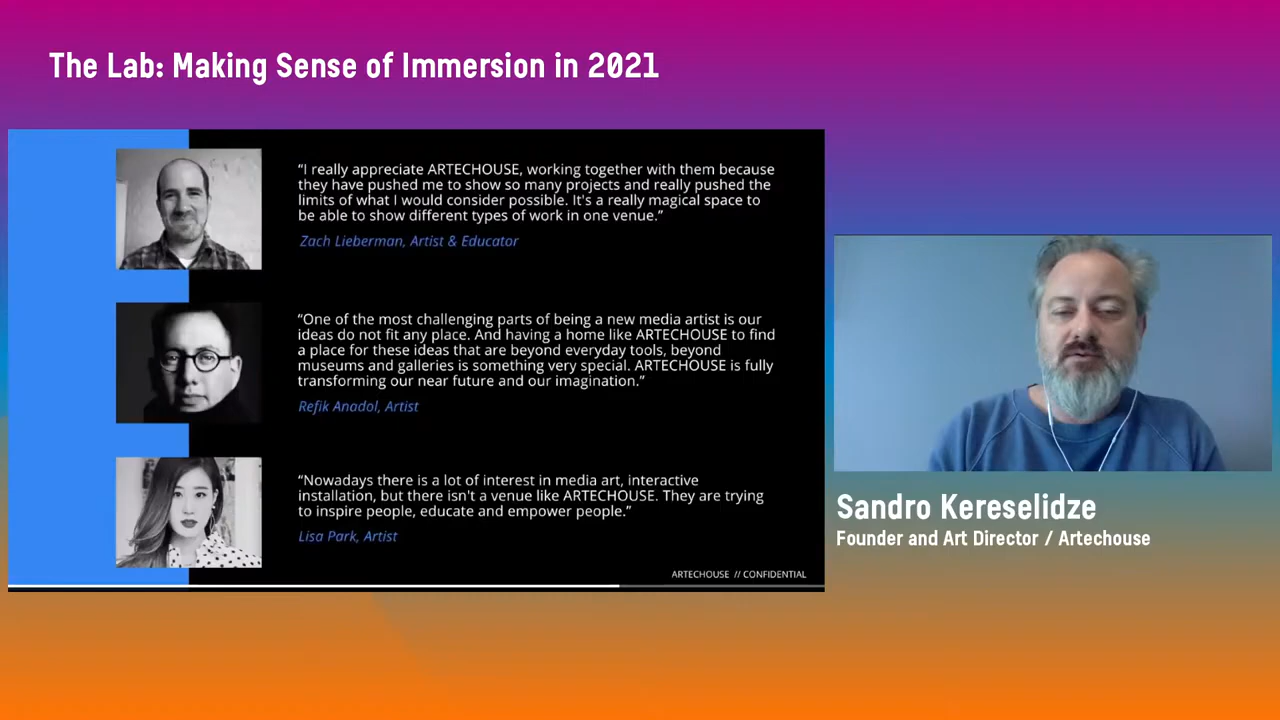 The Lab: Making Sense of Immersion in 2021
“I really appreciate ARTECHOUSE, working together with them because
they have pushed me to show so many projects and really pushed the
limits of what I would consider possible. It's a really magical space to
be able to show different types of work in one venue.”
Zach Lieberman, Artist & Educator
“One of the most challenging parts of being a new media artist is our
ideas do not fit any place. And having a home like ARTECHOUSE to find
a place for these ideas that are beyond everyday tools, beyond
museums and galleries is something very special. ARTECHOUSE is fully
transforming our near future and our imagination.”
Refik Anadol, Artist
“Nowadays there is a lot of interest in media art, interactive
installation, but there isn't a venue like ARTECHOUSE. They are trying
to inspire people, educate and empower people.”
Lisa Park, Artist
ARTECHOUSE // CONFIDENTIAL
Sandro Kereselidze
Founder and Art Director / Artechouse